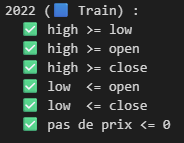 2022 (🟦 Train) :
✅ high >= low
✅ high >= open
✅ high >= close
✅ low  <= open
✅ low  <= close
✅ pas de prix <= 0